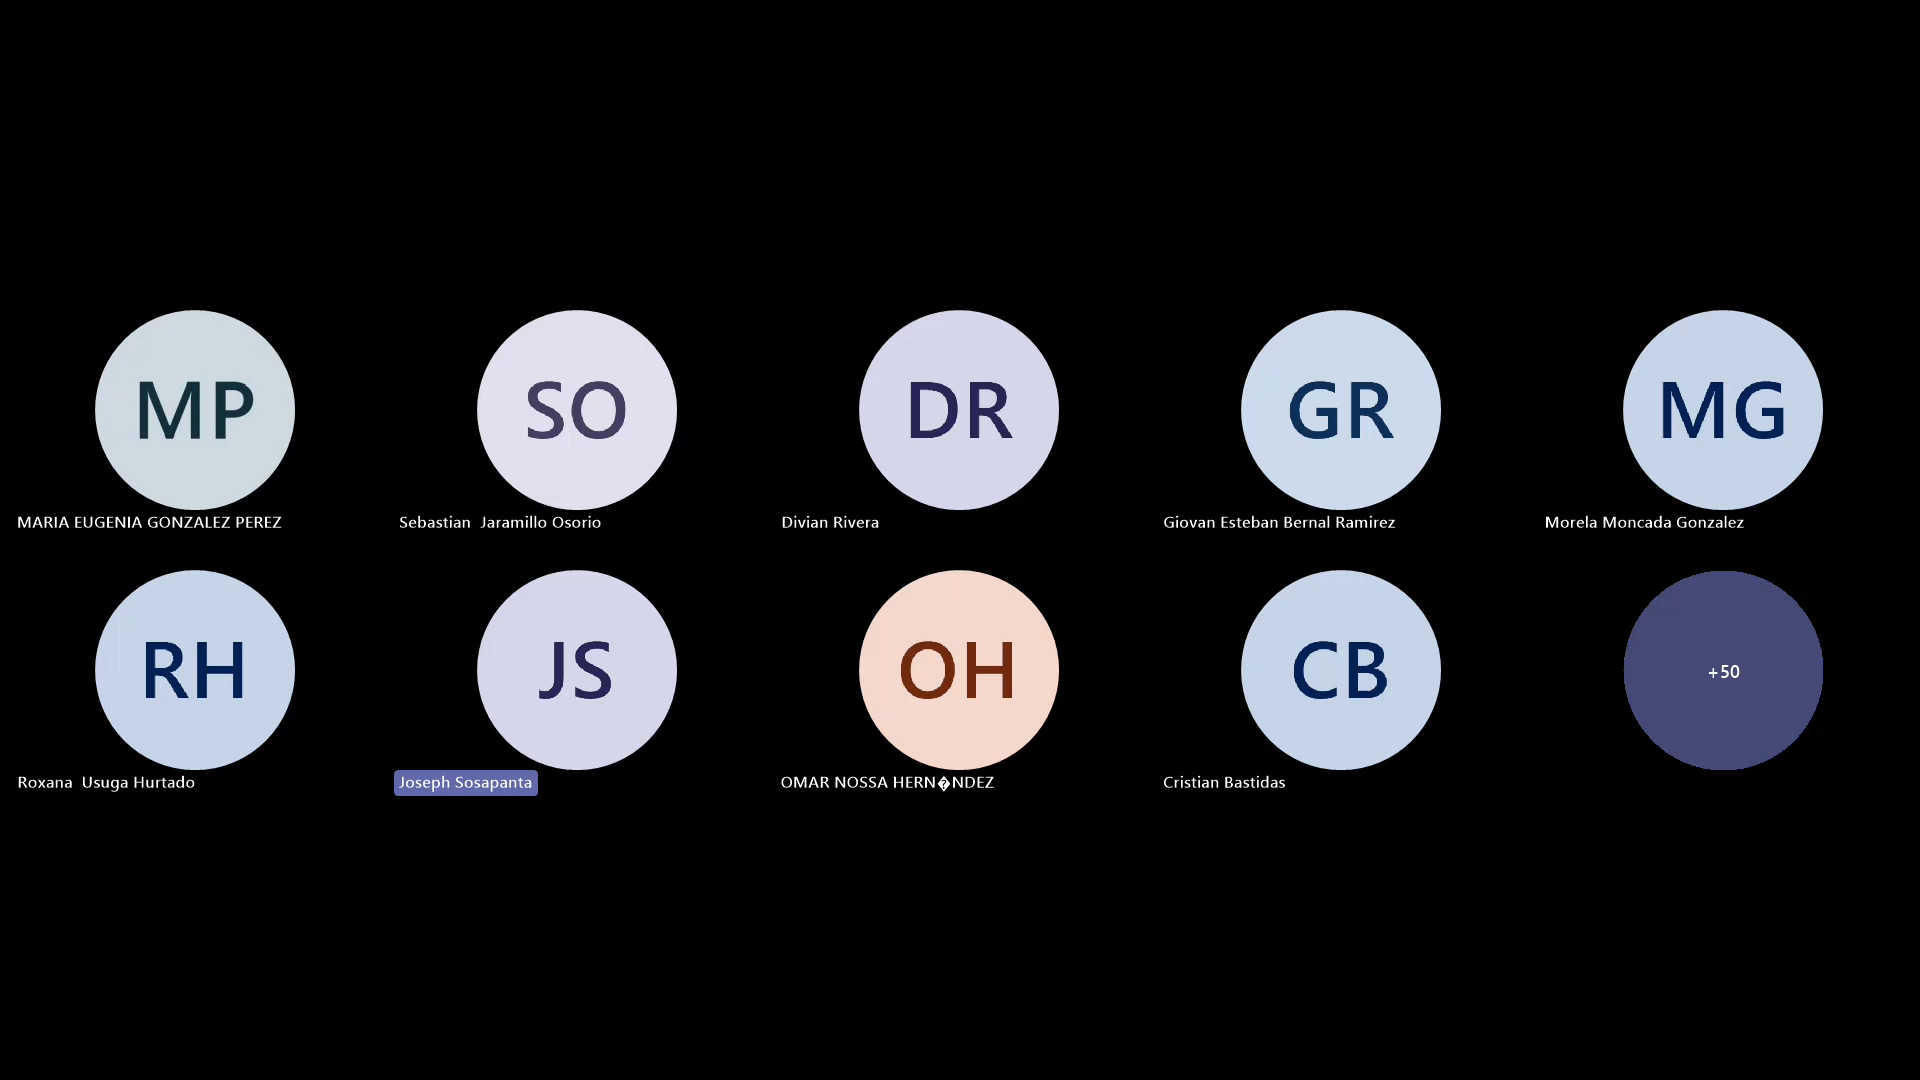 MP
SO
DR
GR
MG
MARIA EUGENIA GONZALEZ PEREZ
Sebastian  Jaramillo Osorio
Divian Rivera
Giovan Esteban Bernal Ramirez
Morela Moncada Gonzalez
RH
JS
OH
CB
+50
Roxana  Usuga Hurtado
Joseph Sosapanta
OMAR NOSSA HERN�NDEZ
Cristian Bastidas